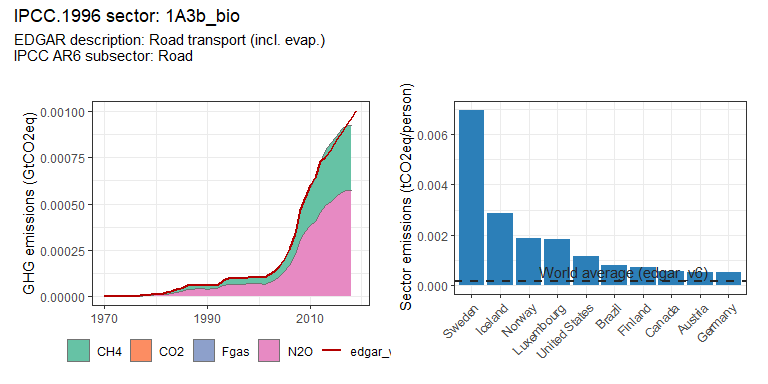 IPCC.1996 sector: 1A3b_bio
EDGAR description: Road transport (incl. evap.)
IPCC AR6 subsector: Road
GHG emissions (GtCO2eq)
0.00100
0.00075
0.00050
0.00025
0.00000
1970
1990
2010
CH4
CO2
Fgas
N2O
edgar_v
Sector emissions (tCO2eq/person)
0.006
0.004
0.002
0.000
World average (edgar_v6)
Sweden
Iceland
Norway
Luxembourg
United States
Brazil
Finland
Canada
Austria
Germany